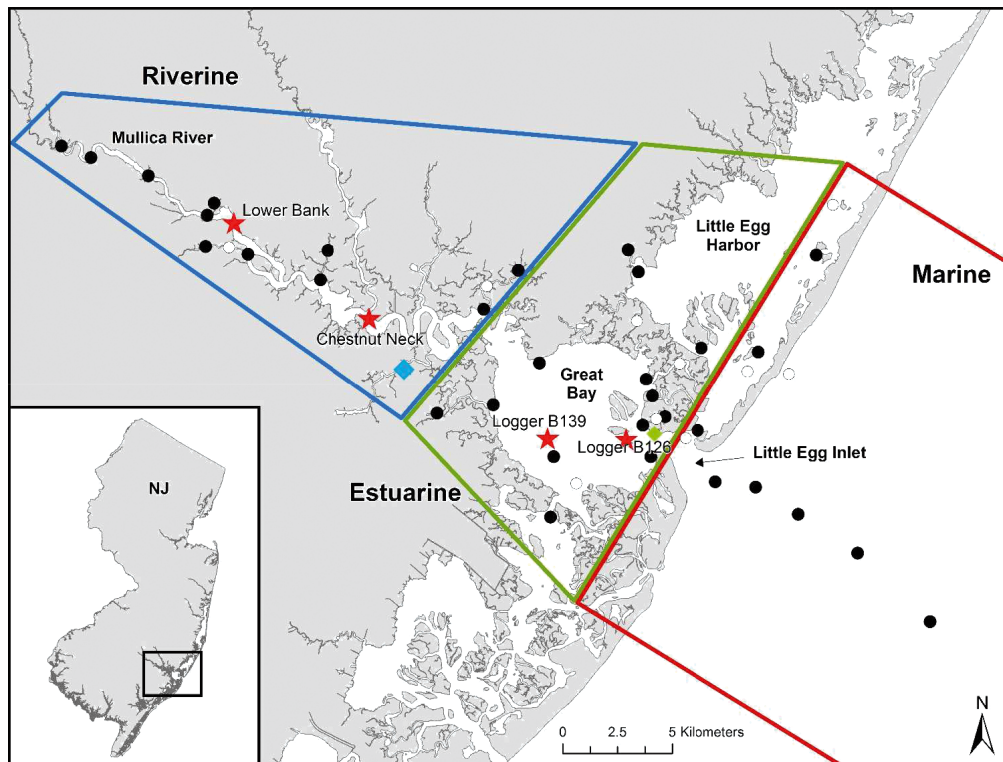 Riverine
Mullica River
Lower Bank
Little Egg
Harbor
Marine
Chestnut Neck
Great
Bay
Logger B139
Logger B126
Little Egg Inlet
Estuarine
NJ
N
0 2.5 5 Kilometers